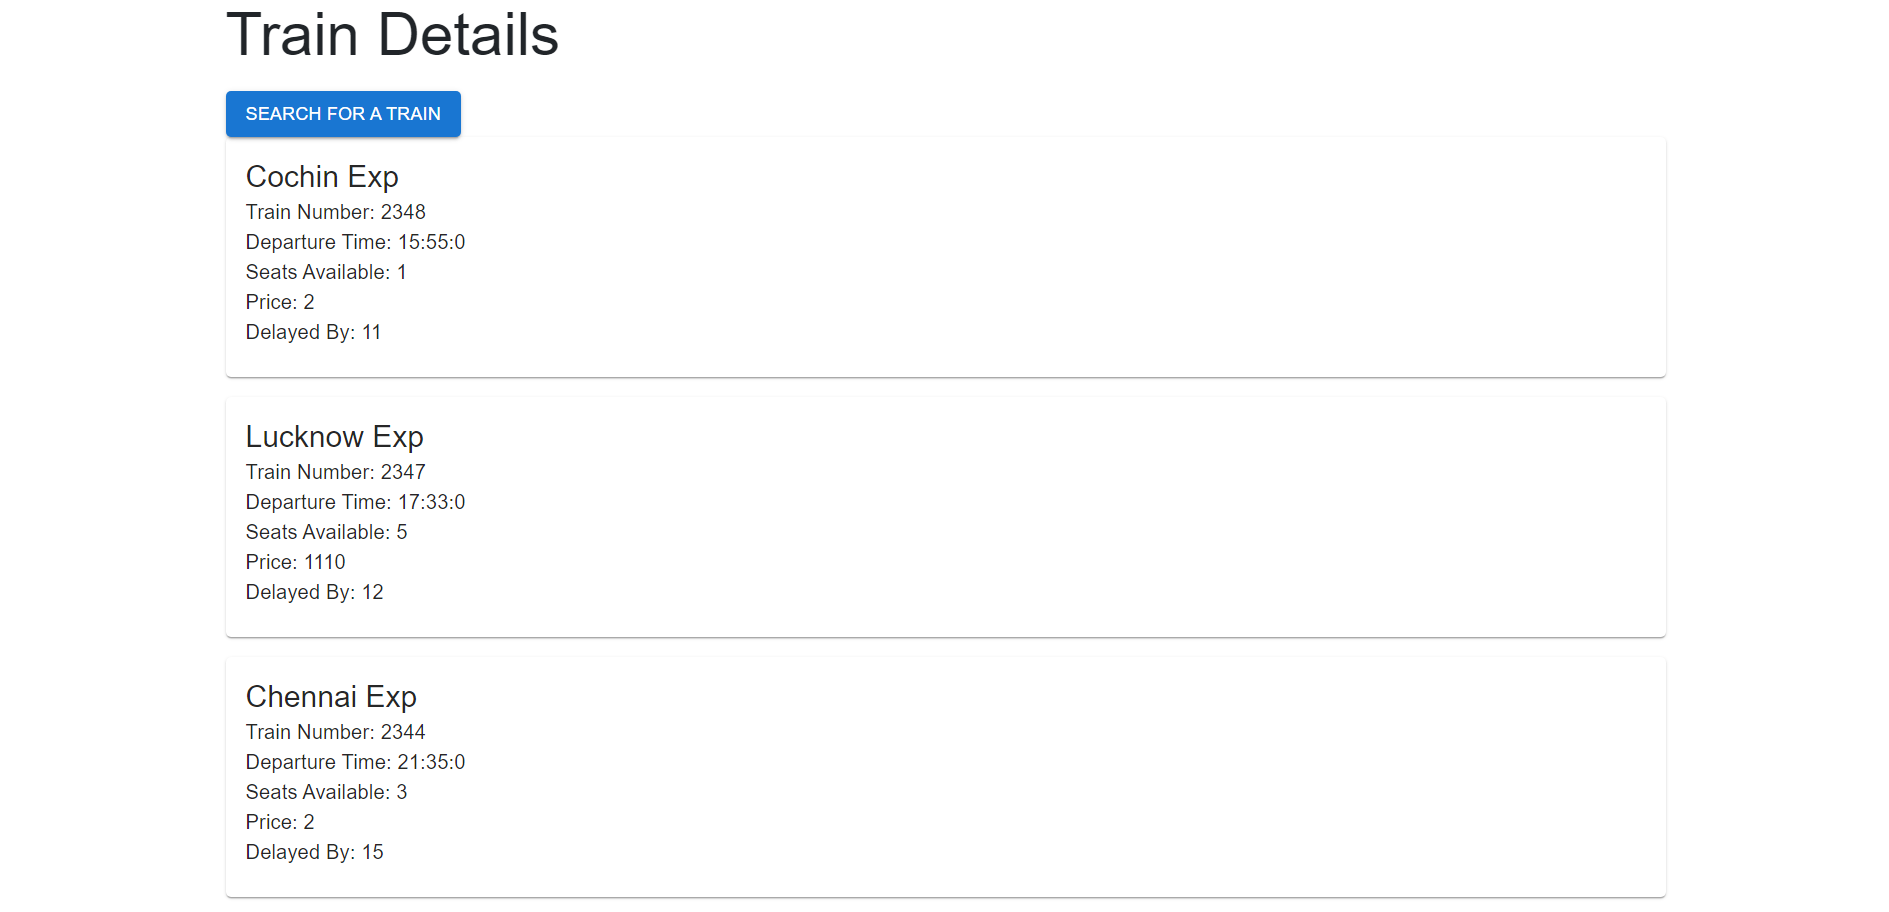 Train Details
SEARCH FOR A TRAIN
Cochin Exp
Train Number: 2348
Departure Time: 15:55:0
Seats Available: 1
Price: 2
Delayed By: 11
Lucknow Exp
Train Number: 2347
Departure Time: 17:33:0
Seats Available: 5
Price: 1110
Delayed By: 12
Chennai Exp
Train Number: 2344
Departure Time: 21:35:0
Seats Available: 3
Price: 2
Delayed By: 15